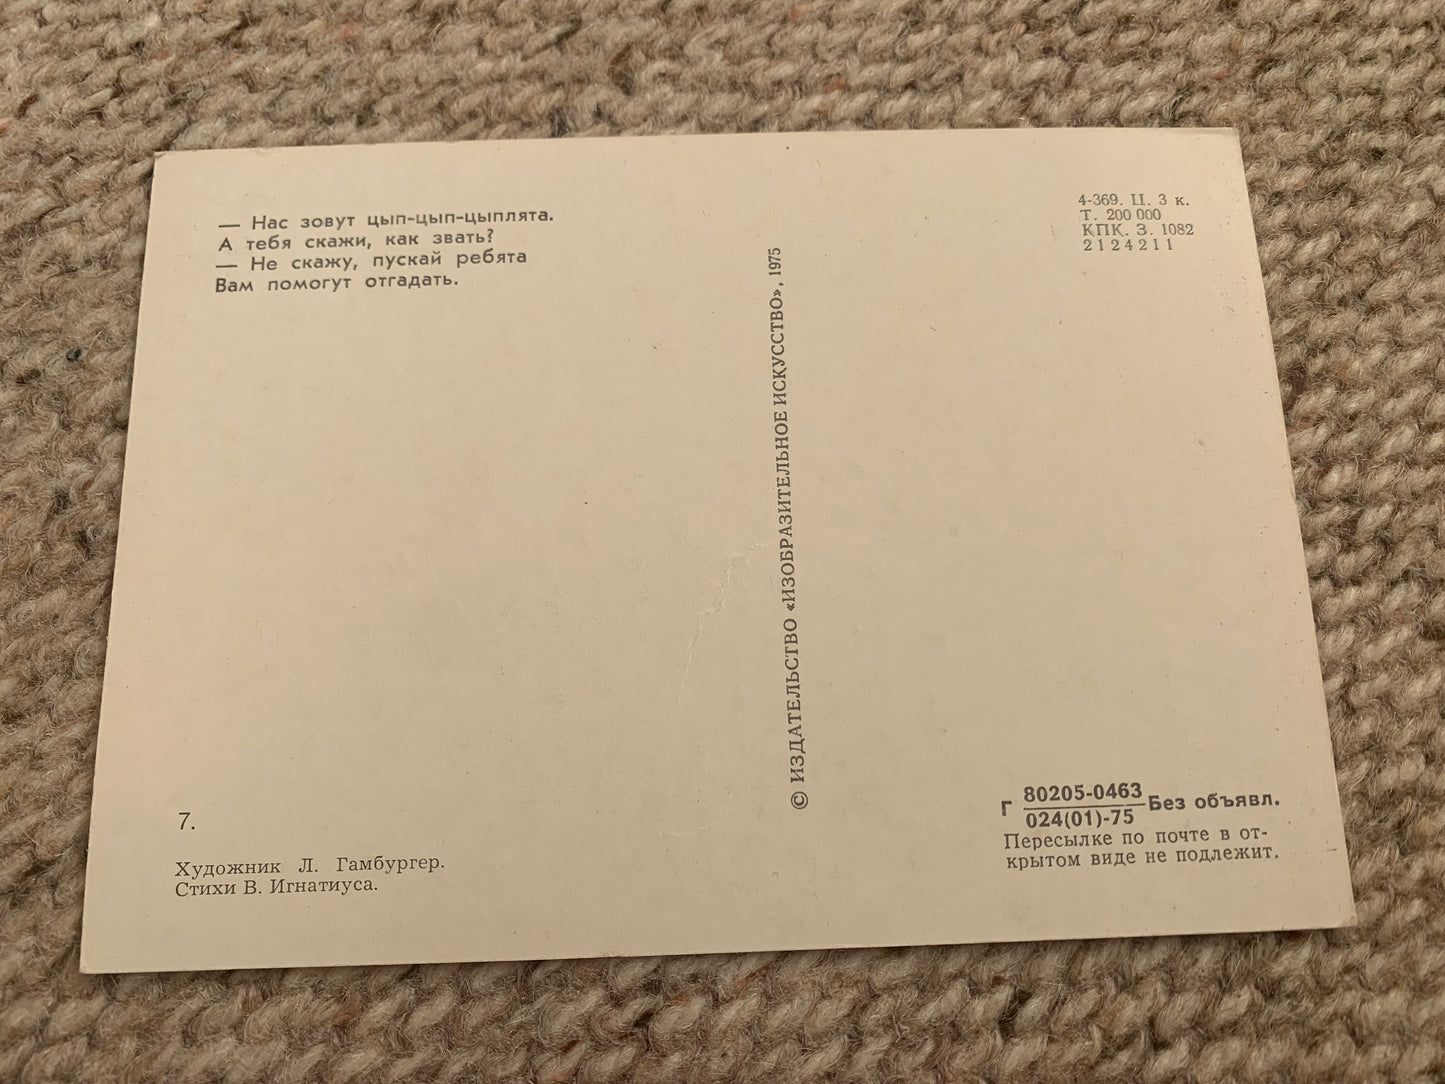 — Нас зовут цып-цып-цыплята.
А тебя скажи, как звать?
— Не скажу, пускай ребята
Вам помогут отгадать.
7.
Художник Л. Гамбургер.
Стихи В. Игнатиуса.
© ИЗДАТЕЛЬСТВО «ИЗОБРАЗИТЕЛЬНОЕ ИСКУССТВО», 1975
4-369. Ц. 3 к.
Т. 200 000
КПК. З. 1082
2124211
Г 80205-0463 Без объявл.
024(01)-75
Пересылке по почте в от-
крытом виде не подлежит.